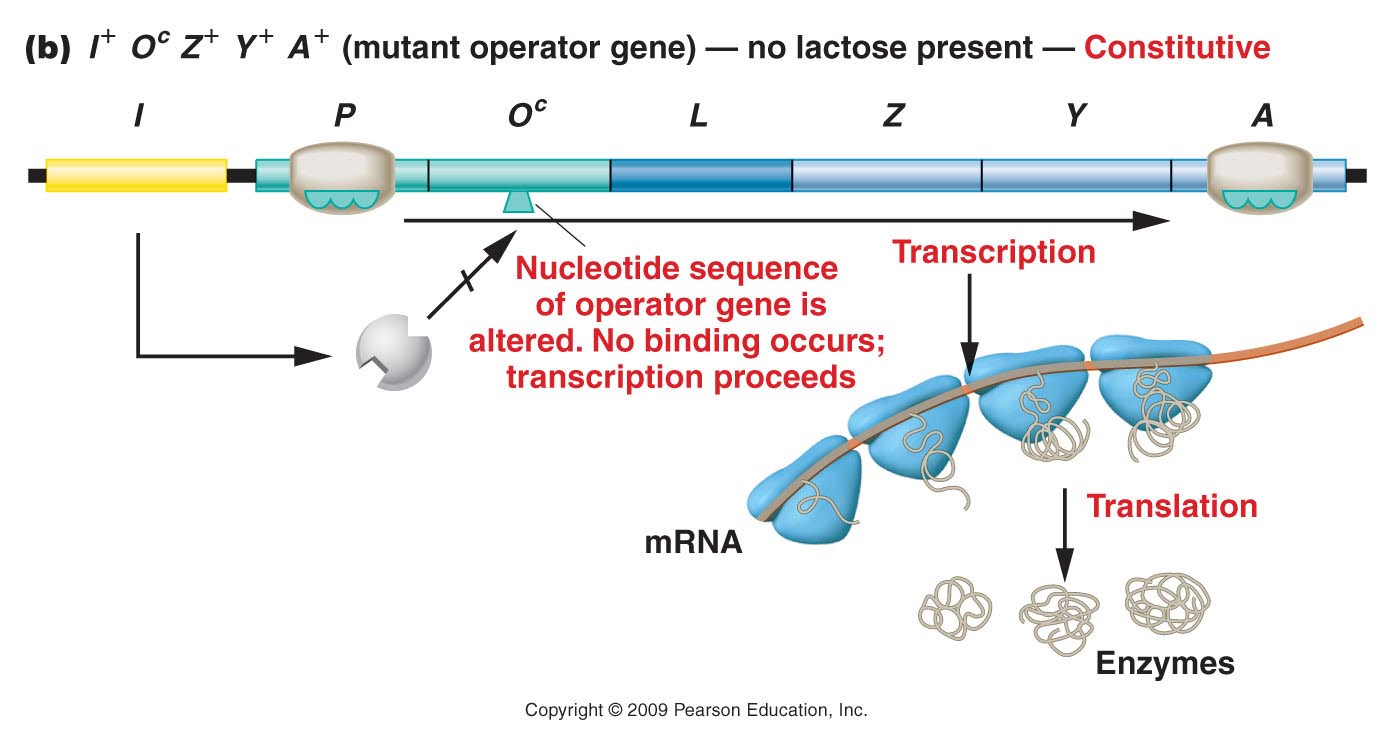 (b) I⁺ Oᶜ Z⁺ Y⁺ A⁺ (mutant operator gene) — no lactose present — Constitutive
I P Oᶜ L Z Y A
Transcription
Nucleotide sequence
of operator gene is
altered. No binding occurs;
transcription proceeds
mRNA
Translation
Enzymes
Copyright © 2009 Pearson Education, Inc.